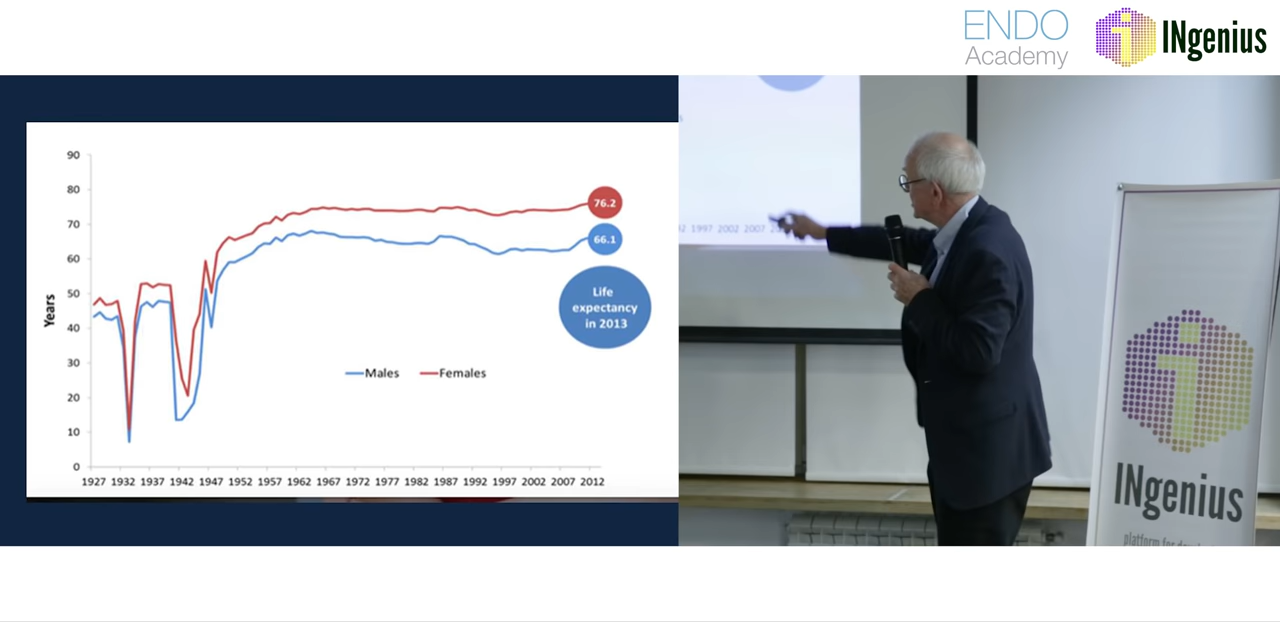 ENDO
Academy
INgenius
90
80
70
60
50
40
30
20
10
0
Years
76.2
66.1
Life
expectancy
in 2013
Males
Females
1927 1932 1937 1942 1947 1952 1957 1962 1967 1972 1977 1982 1987 1992 1997 2002 2007 2012
1997 2002 2007
INgenius
platform for